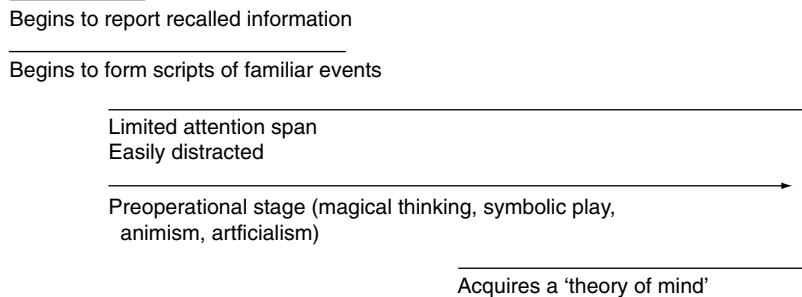 Begins to report recalled information
Begins to form scripts of familiar events
Limited attention span
Easily distracted
Preoperational stage (magical thinking, symbolic play,
animism, artficialism)
Acquires a ‘theory of mind’